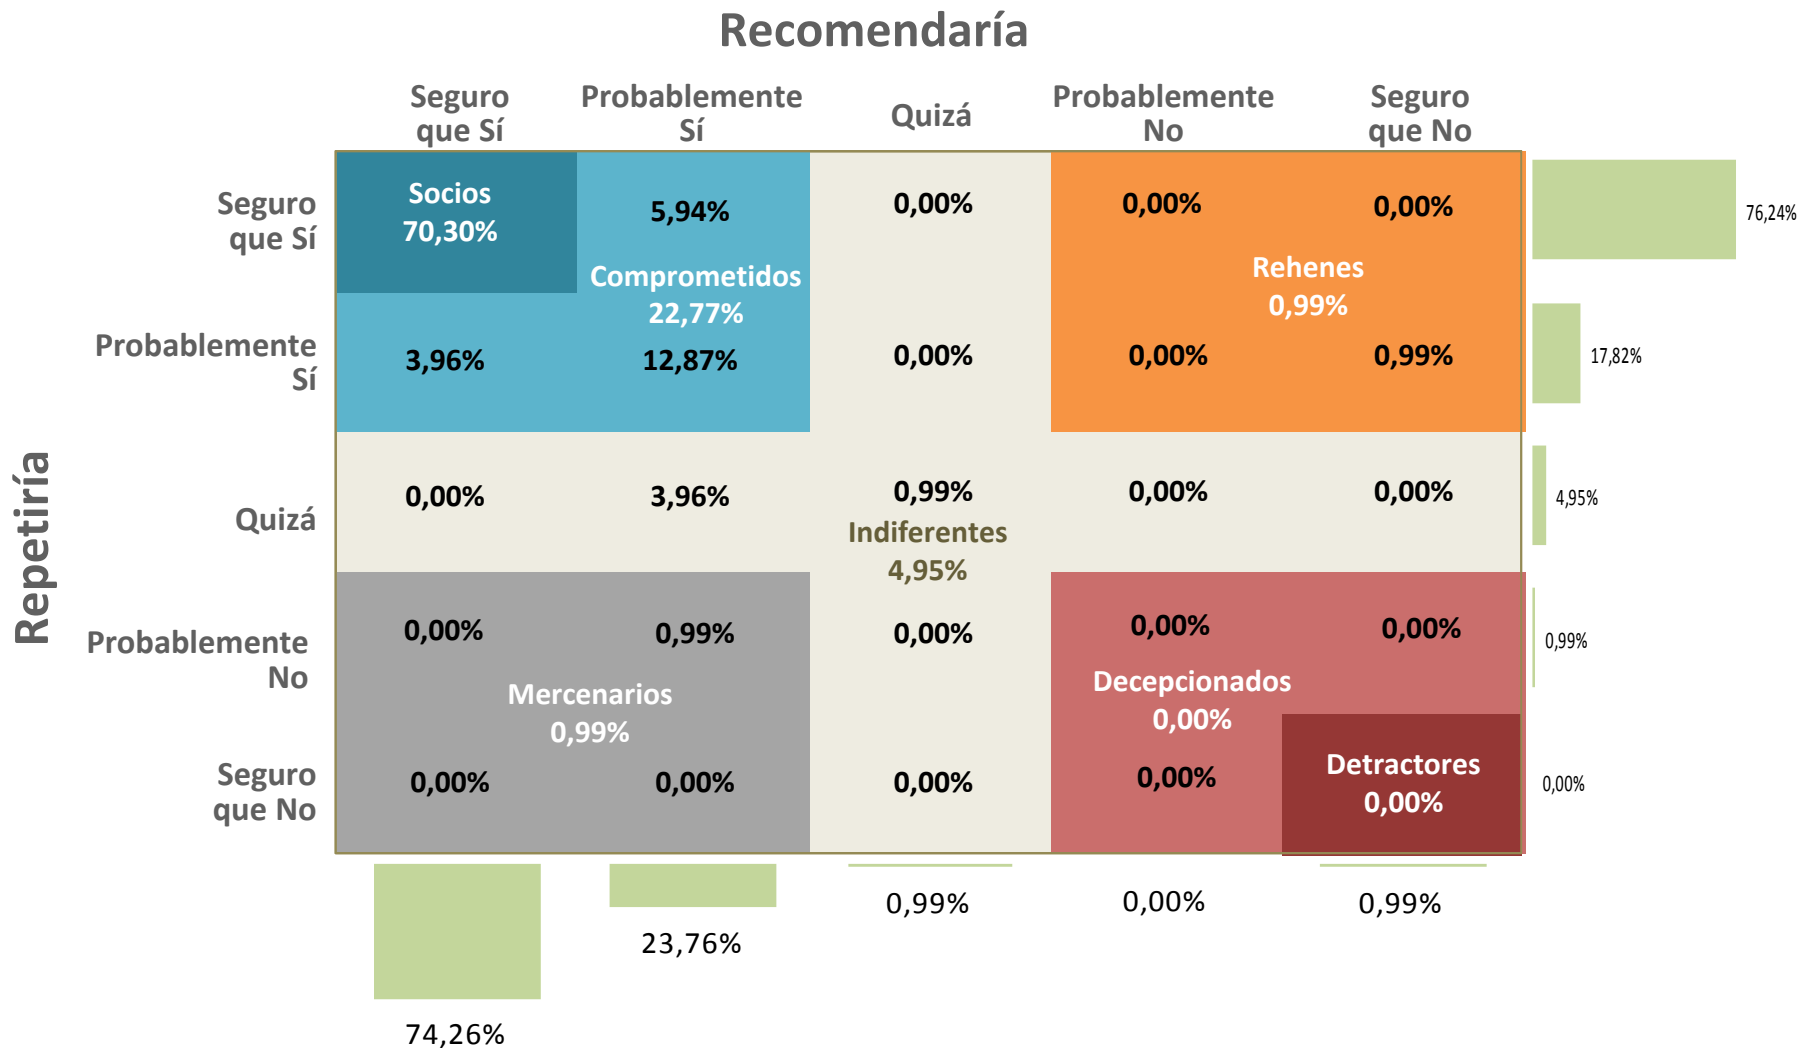 Recomendaría
Seguro
que Sí
Probablemente
Sí
Quizá
Probablemente
No
Seguro
que No
Repetiría
Seguro
que Sí
Socios
70,30%
5,94%
0,00%
0,00%
0,00%
76,24%
Comprometidos
22,77%
Rehenes
0,99%
Probablemente
Sí
3,96%
12,87%
0,00%
0,00%
0,99%
17,82%
Quizá
0,00%
3,96%
0,99%
0,00%
0,00%
4,95%
Indiferentes
4,95%
Probablemente
No
0,00%
0,99%
0,00%
0,00%
0,00%
0,99%
Mercenarios
0,99%
Decepcionados
0,00%
Seguro
que No
0,00%
0,00%
0,00%
0,00%
Detractores
0,00%
0,00%
74,26%
23,76%
0,99%
0,00%
0,99%